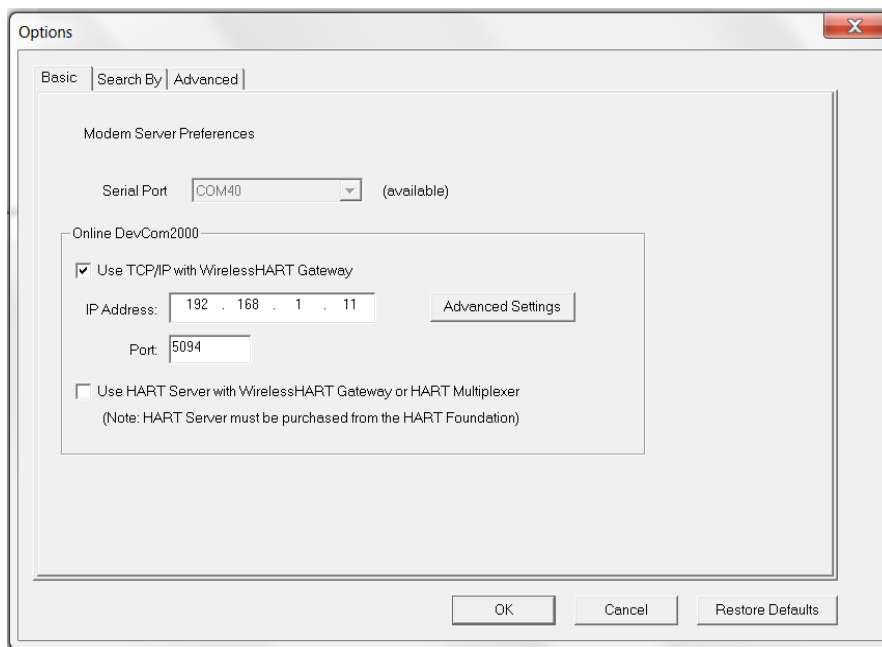 Options
Basic Search By Advanced
Modem Server Preferences
Serial Port COM40 (available)
Online DevCom2000
Use TCP/IP with WirelessHART Gateway
IP Address: 192 . 168 . 1 . 11 Advanced Settings
Port: 5094
Use HART Server with WirelessHART Gateway or HART Multiplexer
(Note: HART Server must be purchased from the HART Foundation)
OK Cancel Restore Defaults